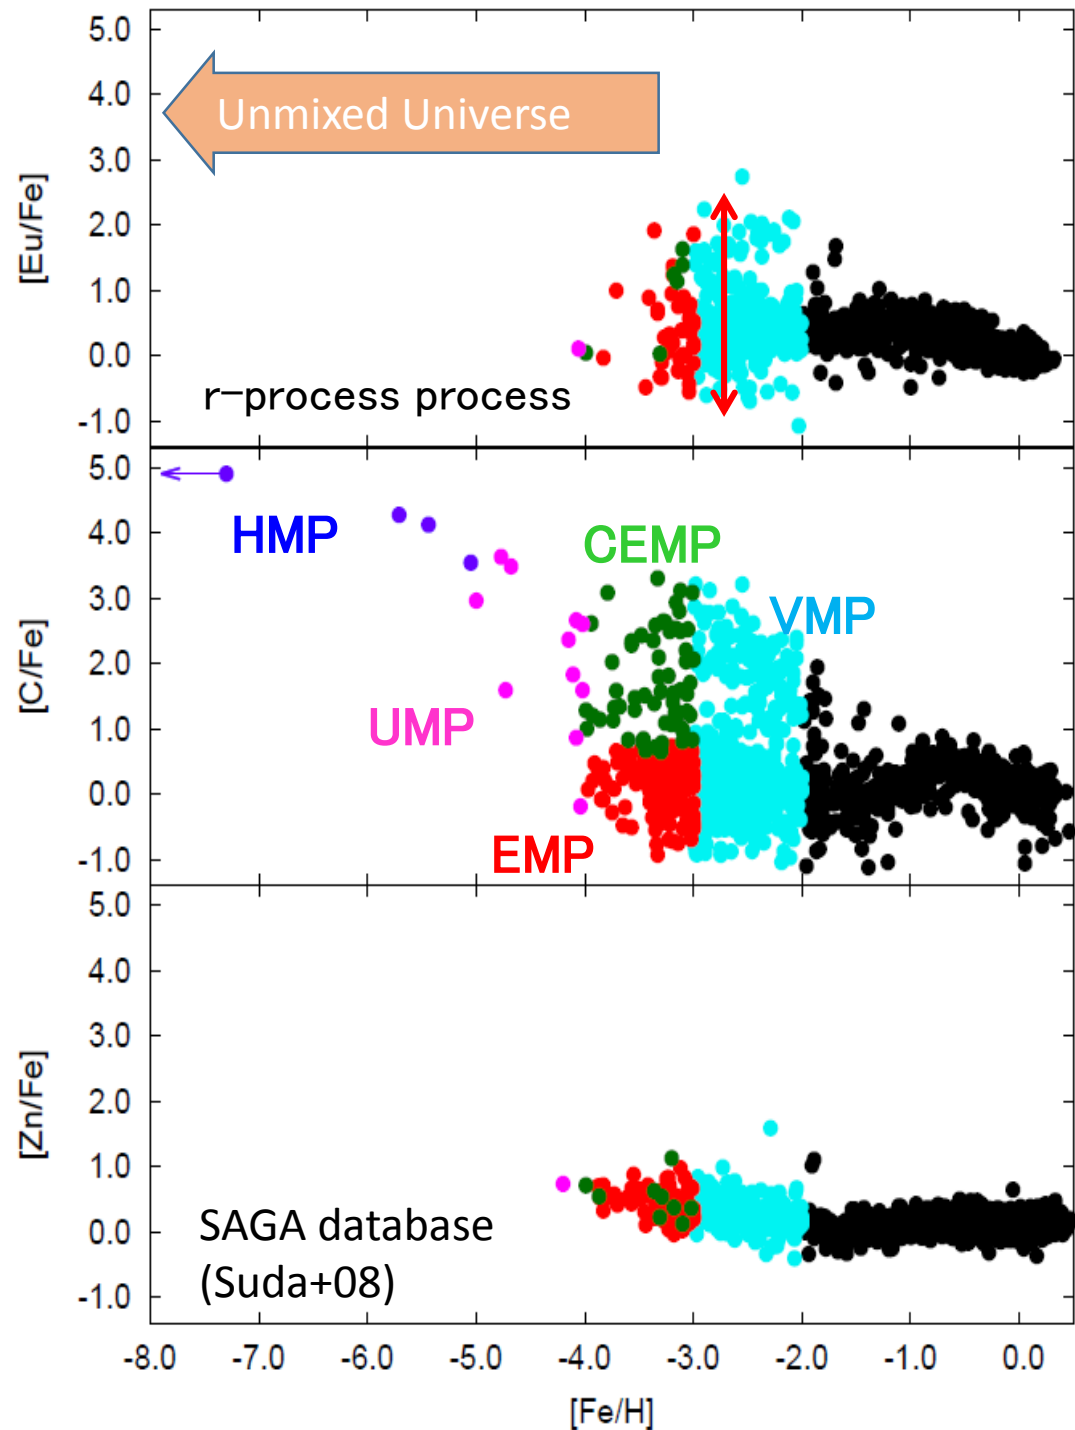 5.0
4.0
3.0
2.0
1.0
0.0
-1.0
[Eu/Fe]
Unmixed Universe
r-process process
5.0
4.0
3.0
2.0
1.0
0.0
-1.0
[C/Fe]
HMP
CEMP
VMP
UMP
EMP
5.0
4.0
3.0
2.0
1.0
0.0
-1.0
[Zn/Fe]
SAGA database
(Suda+08)
-8.0 -7.0 -6.0 -5.0 -4.0 -3.0 -2.0 -1.0 0.0
[Fe/H]